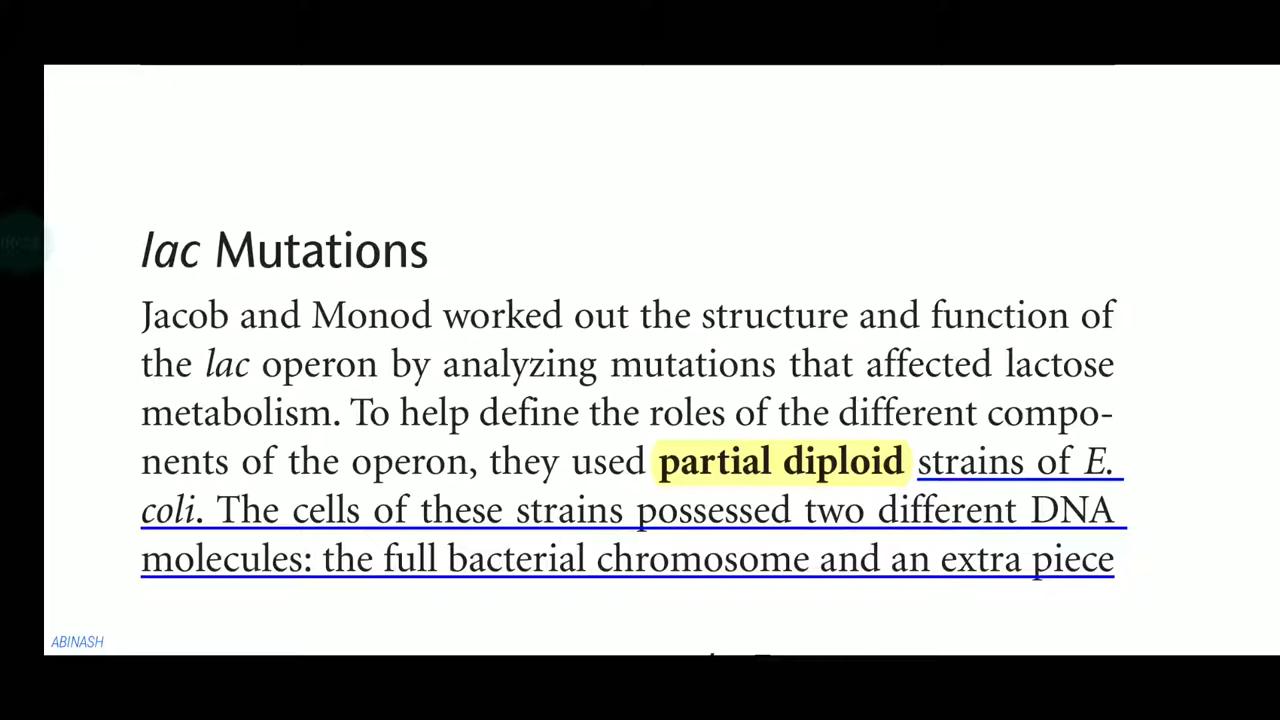 lac Mutations
Jacob and Monod worked out the structure and function of
the lac operon by analyzing mutations that affected lactose
metabolism. To help define the roles of the different compo-
nents of the operon, they used partial diploid strains of E.
coli. The cells of these strains possessed two different DNA
molecules: the full bacterial chromosome and an extra piece
ABINASH